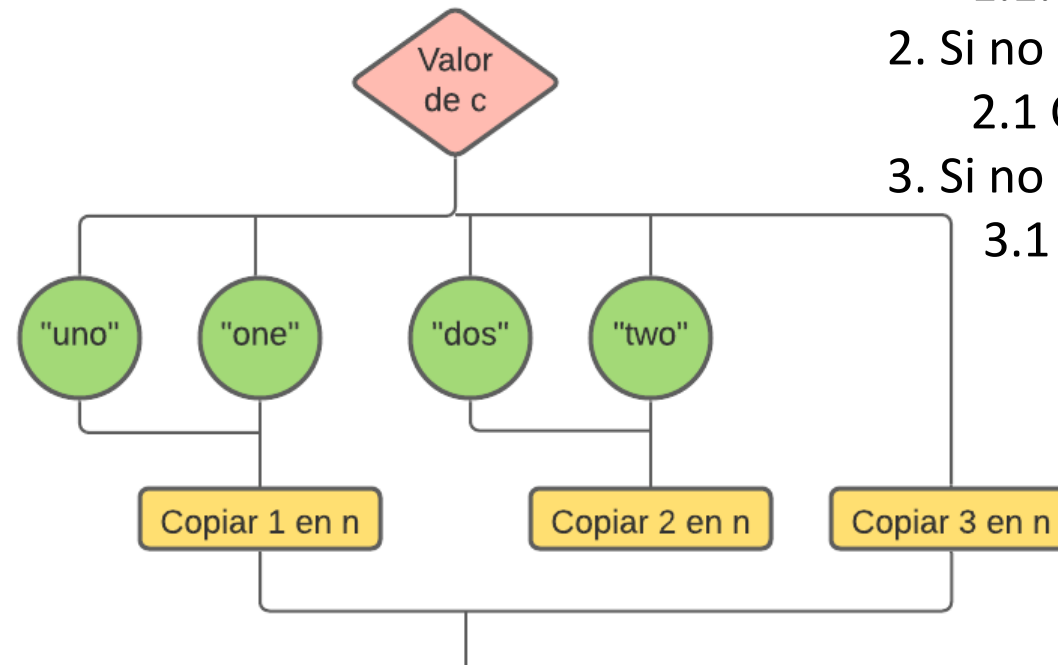 Valor
de c
2. Si no
2.1
3. Si no
3.1
"uno"
"one"
"dos"
"two"
Copiar 1 en n
Copiar 2 en n
Copiar 3 en n